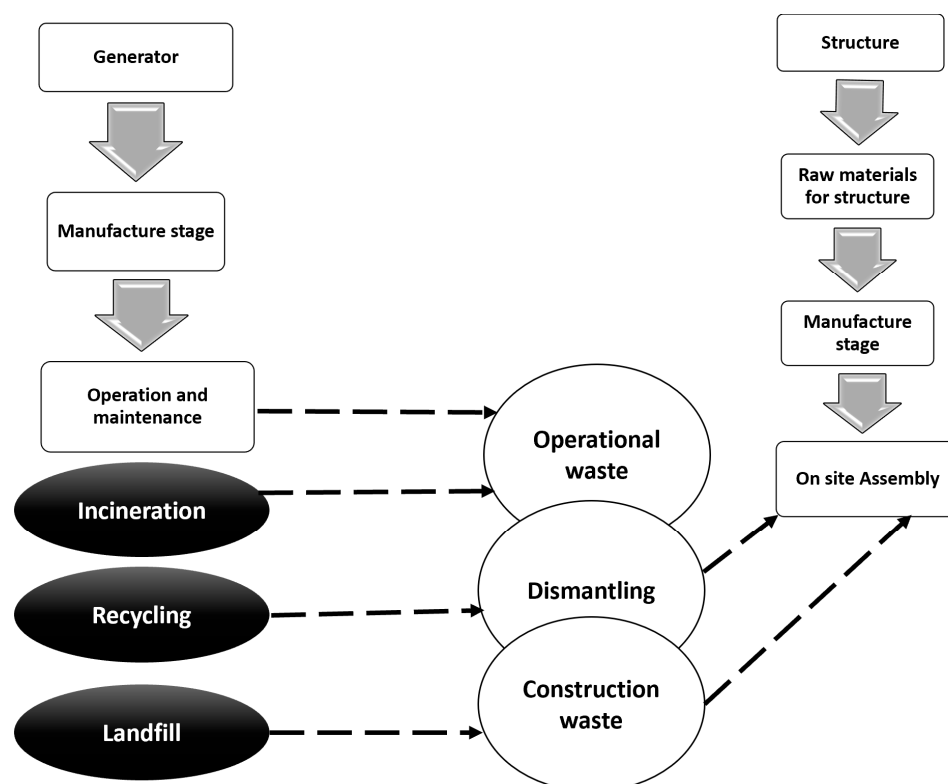 Generator
Manufacture stage
Operation and
maintenance
Incineration
Recycling
Landfill
Operational
waste
Dismantling
Construction
waste
Structure
Raw materials
for structure
Manufacture
stage
On site Assembly